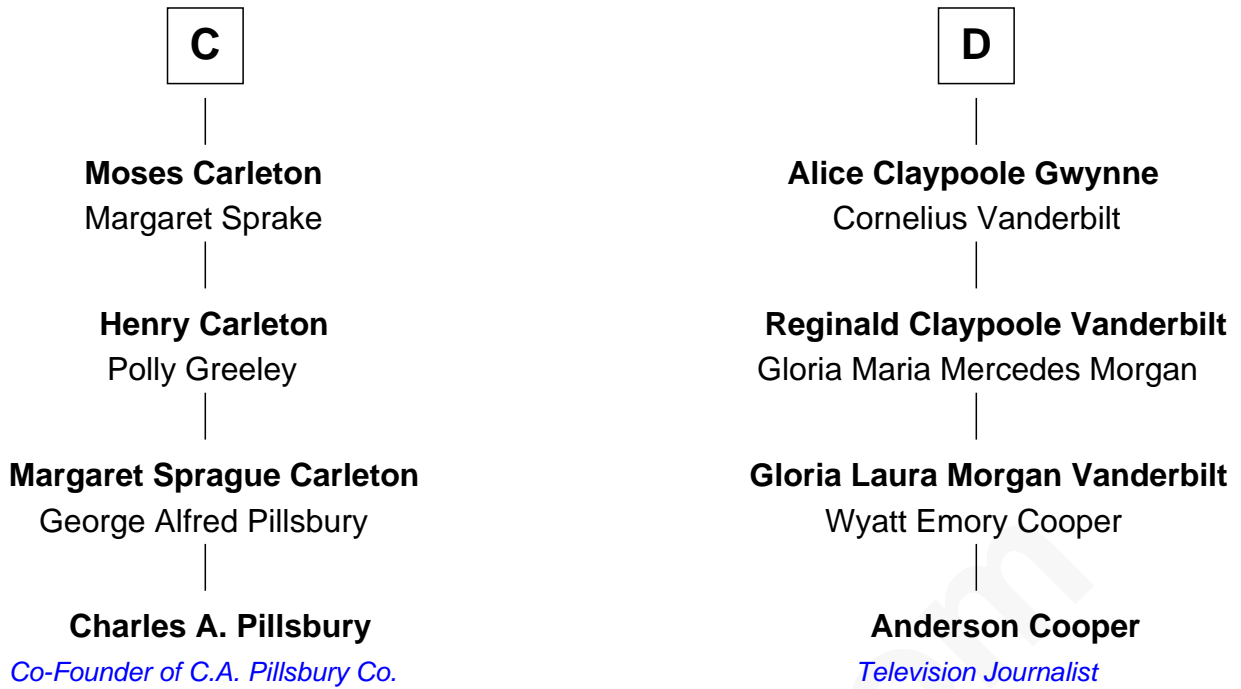 C
Moses Carleton
Margaret Sprake
Henry Carleton
Polly Greeley
Margaret Sprague Carleton
George Alfred Pillsbury
Charles A. Pillsbury
Co-Founder of C.A. Pillsbury Co.
D
Alice Claypoole Gwynne
Cornelius Vanderbilt
Reginald Claypoole Vanderbilt
Gloria Maria Mercedes Morgan
Gloria Laura Morgan Vanderbilt
Wyatt Emory Cooper
Anderson Cooper
Television Journalist